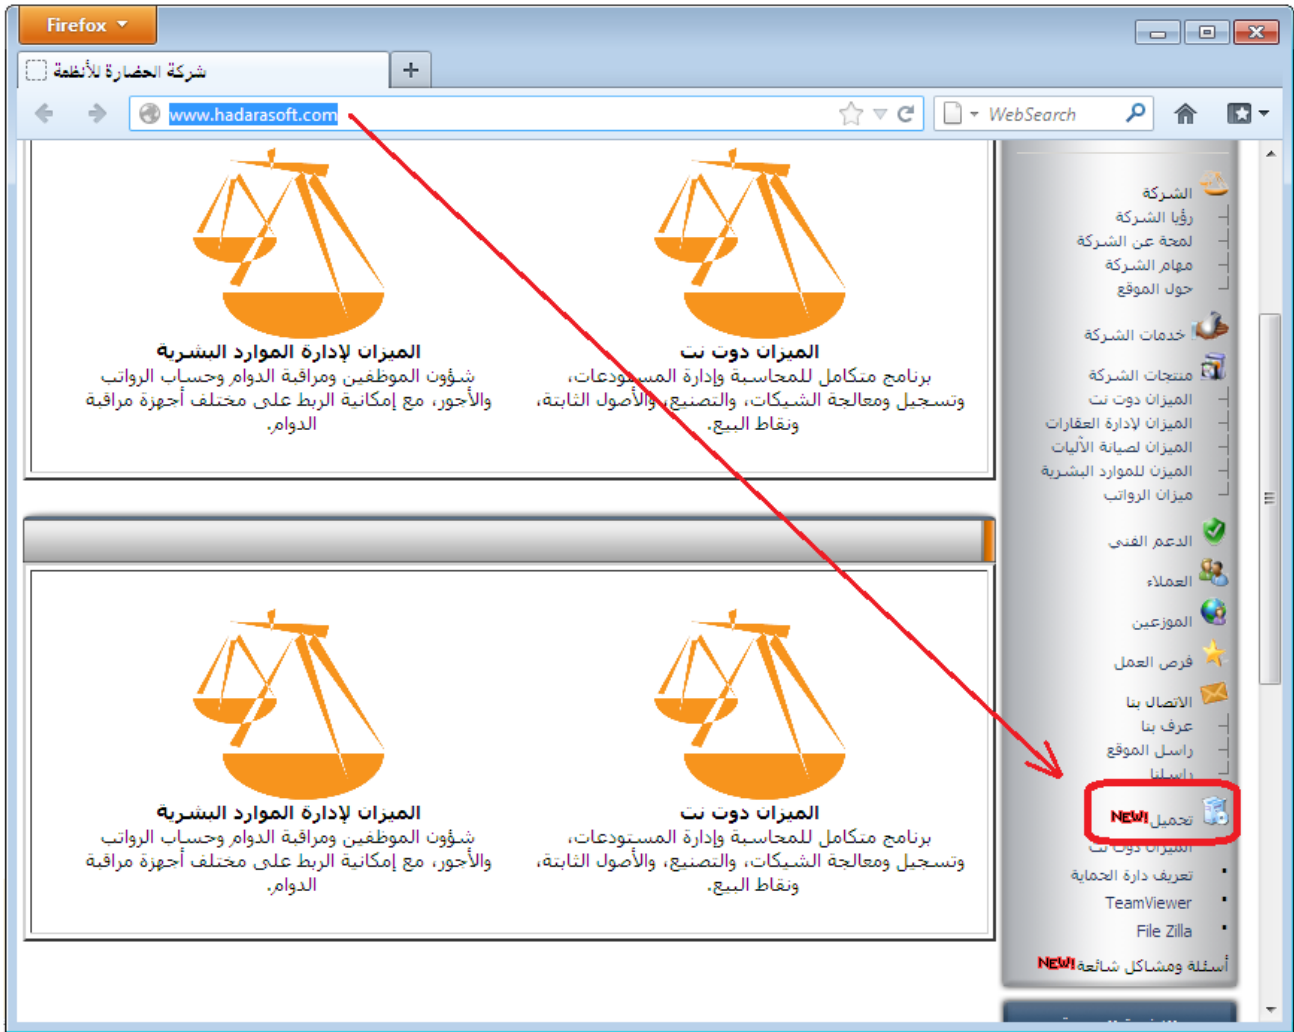 Firefox
شركة الحضارة للأنظمة
www.hadarasoft.com
WebSearch
الميزان دوت نت
برنامج متكامل للمحاسبة وإدارة المستودعات،
وتسجيل ومعالجة الشيكات، والتصنيع، والأصول الثابتة،
ونقاط البيع.
الميزان لإدارة الموارد البشرية
شؤون الموظفين ومراقبة الدوام وحساب الرواتب
والأجور، مع إمكانية الربط على مختلف أجهزة مراقبة
الدوام.
الميزان دوت نت
برنامج متكامل للمحاسبة وإدارة المستودعات،
وتسجيل ومعالجة الشيكات، والتصنيع، والأصول الثابتة،
ونقاط البيع.
الميزان لإدارة الموارد البشرية
شؤون الموظفين ومراقبة الدوام وحساب الرواتب
والأجور، مع إمكانية الربط على مختلف أجهزة مراقبة
الدوام.
الشركة
رؤيا الشركة
لمحة عن الشركة
مهام الشركة
حول الموقع
خدمات الشركة
منتجات الشركة
الميزان دوت نت
الميزان لإدارة العقارات
الميزان لصيانة الأليات
الميزن للموارد البشرية
ميزان الرواتب
الدعم الفني
العملاء
الموزعين
فرص العمل
الاتصال بنا
عرف بنا
راسل الموقع
راسلنا
تحميل NEW!
الميزان دوت نت
تعريف دارة الحماية
TeamViewer
File Zilla
أسئلة ومشاكل شائعة NEW!